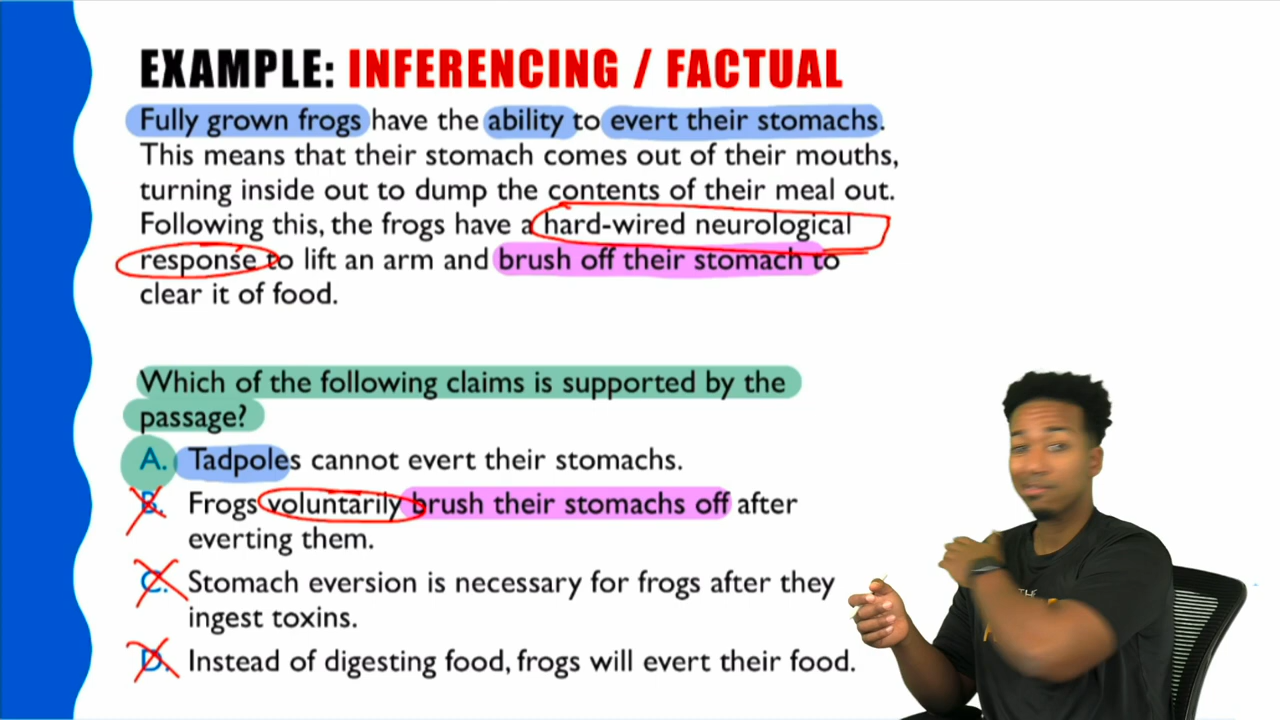 EXAMPLE: INFERENCING / FACTUAL
Fully grown frogs have the ability to evert their stomachs.
This means that their stomach comes out of their mouths,
turning inside out to dump the contents of their meal out.
Following this, the frogs have a hard-wired neurological
response to lift an arm and brush off their stomach to
clear it of food.
Which of the following claims is supported by the
passage?
A. Tadpoles cannot evert their stomachs.
B. Frogs voluntarily brush their stomachs off after
everting them.
C. Stomach eversion is necessary for frogs after they
ingest toxins.
D. Instead of digesting food, frogs will evert their food.
THE